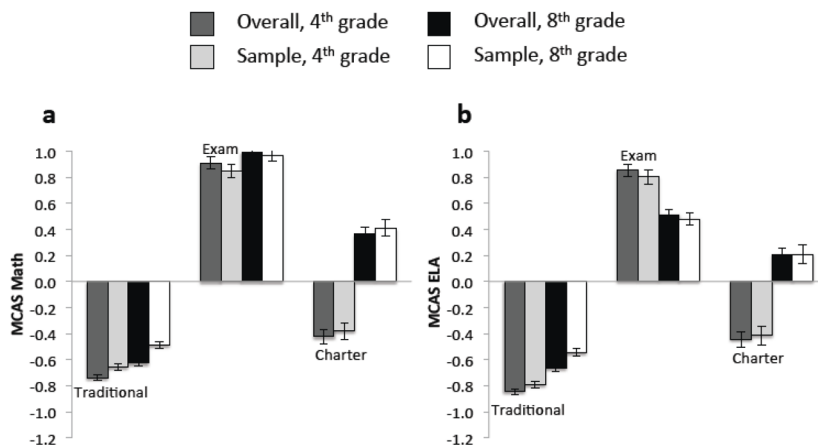 Overall, 4th grade
Overall, 8th grade
Sample, 4th grade
Sample, 8th grade
a
MCAS Math
1.0
0.8
0.6
0.4
0.2
0.0
-0.2
-0.4
-0.6
-0.8
-1.0
-1.2
Exam
Charter
Traditional
b
MCAS ELA
1.0
0.8
0.6
0.4
0.2
0.0
-0.2
-0.4
-0.6
-0.8
-1.0
-1.2
Exam
Charter
Traditional